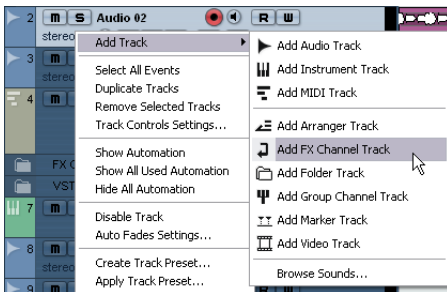 2 m S Audio 02 R W
stereo
3 m
stereo
4 m
FX C
VST
7 m
8 m
stereo
9 m R W
Add Track
Select All Events
Duplicate Tracks
Remove Selected Tracks
Track Controls Settings...
Show Automation
Show All Used Automation
Hide All Automation
Disable Track
Auto Fades Settings...
Create Track Preset...
Apply Track Preset...
Add Audio Track
Add Instrument Track
Add MIDI Track
Add Arranger Track
Add FX Channel Track
Add Folder Track
Add Group Channel Track
Add Marker Track
Add Video Track
Browse Sounds...